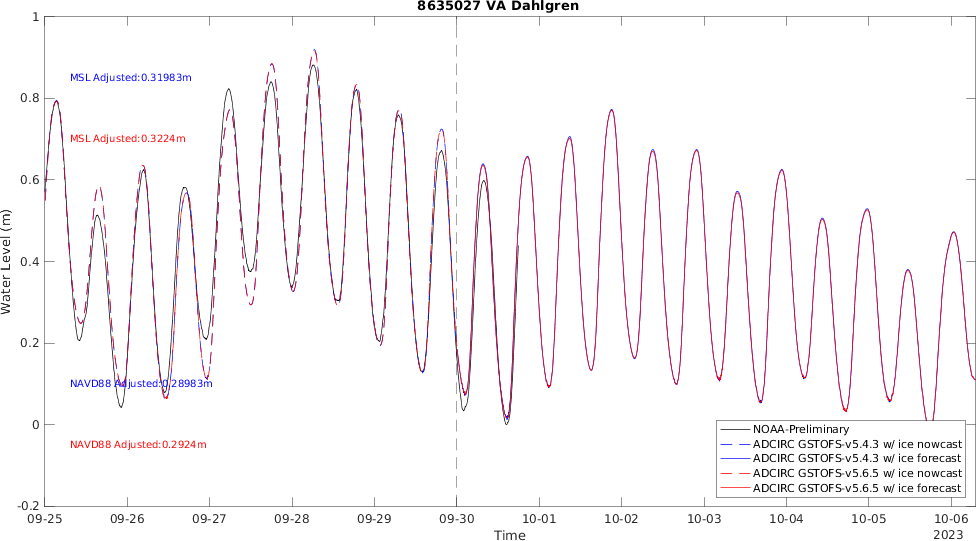 8635027 VA Dahlgren
1
0.8
0.6
0.4
0.2
0
-0.2
Water Level (m)
MSL Adjusted:0.31983m
MSL Adjusted:0.3224m
NAVD88 Adjusted:0.28983m
NAVD88 Adjusted:0.2924m
NOAA-Preliminary
ADCIRC GSTOFS-v5.4.3 w/ ice nowcast
ADCIRC GSTOFS-v5.4.3 w/ ice forecast
ADCIRC GSTOFS-v5.6.5 w/ ice nowcast
ADCIRC GSTOFS-v5.6.5 w/ ice forecast
09-25 09-26 09-27 09-28 09-29 09-30 10-01 10-02 10-03 10-04 10-05 10-06
2023
Time